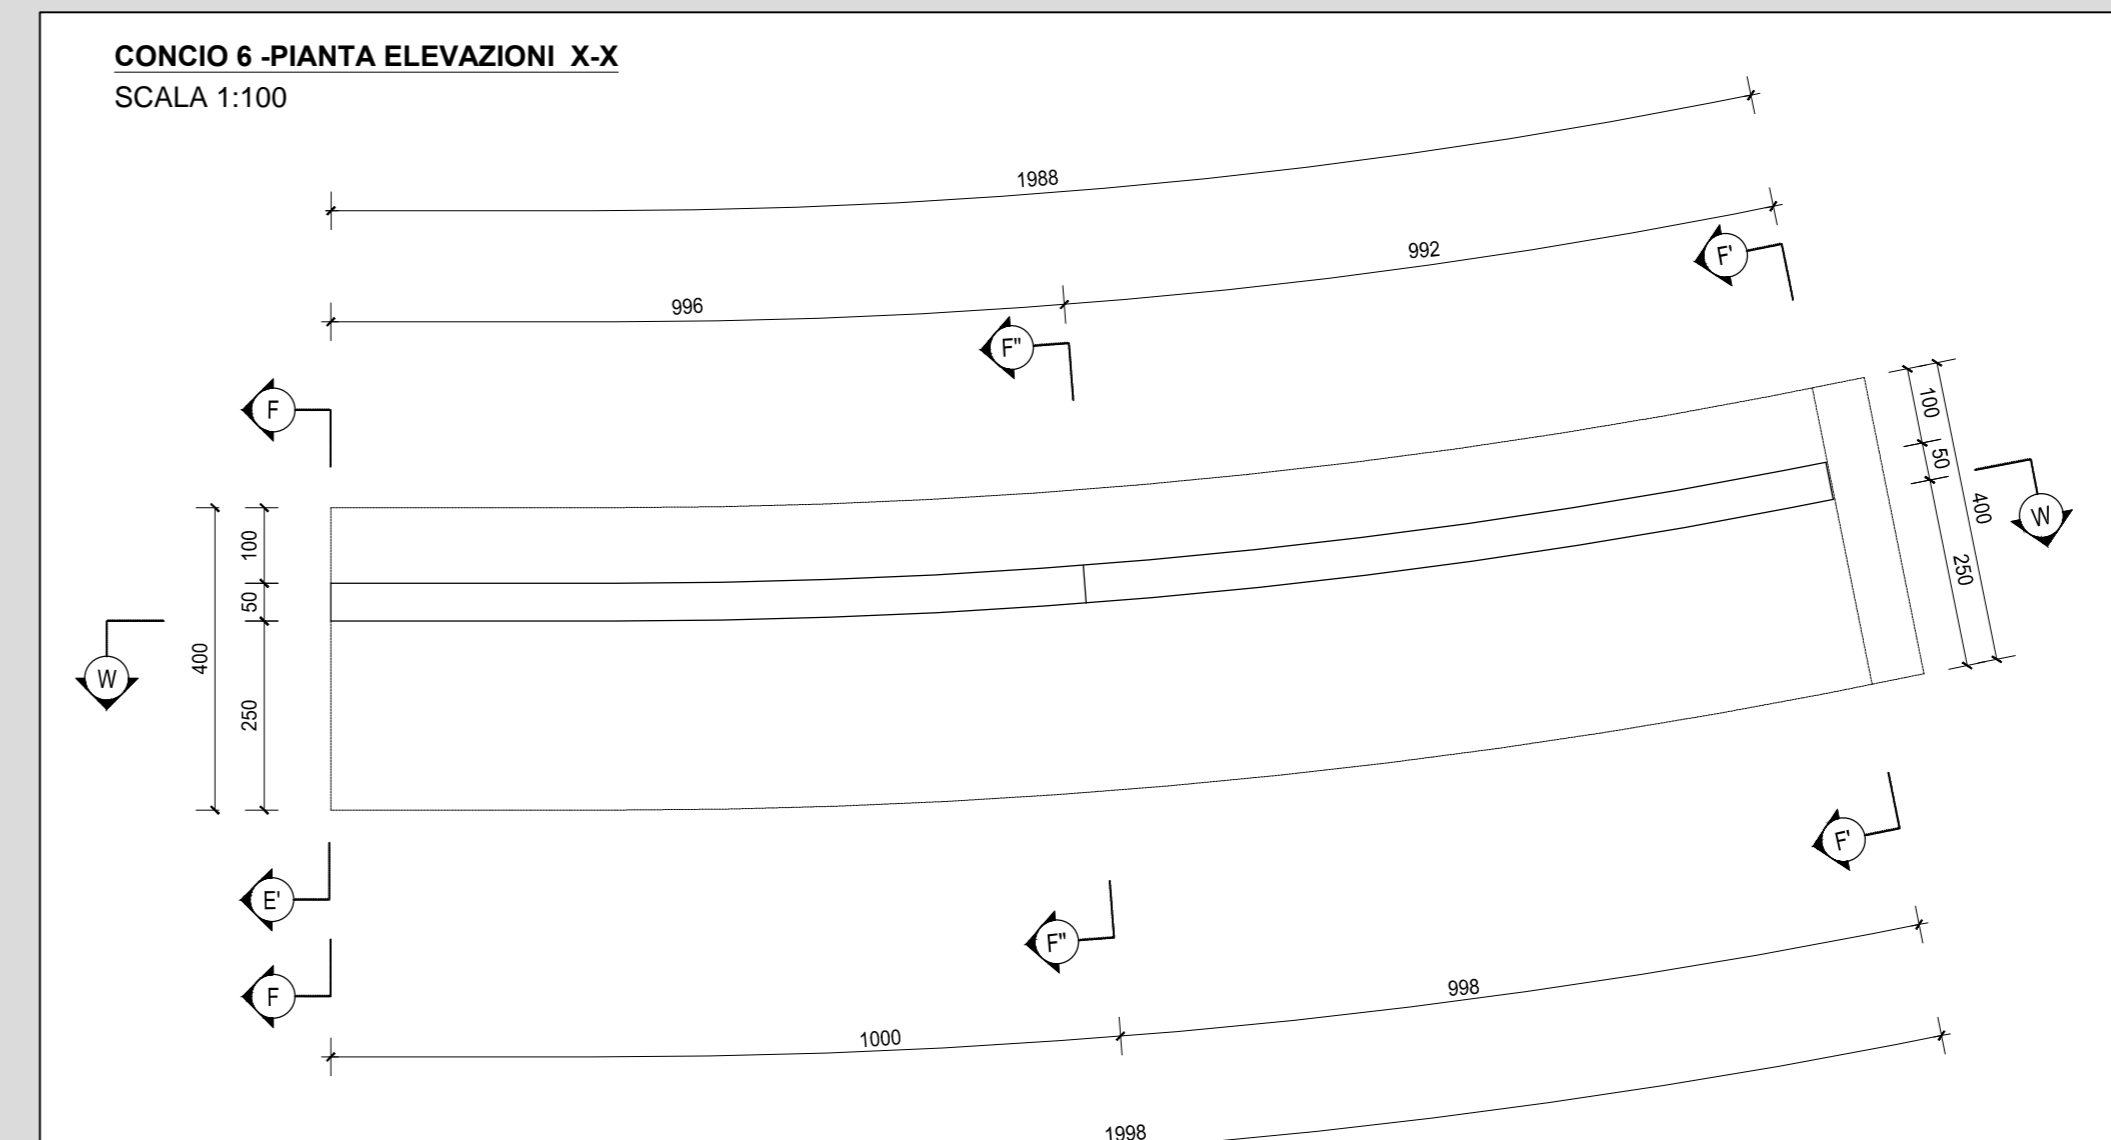 CONCIO 6 -PIANTA ELEVAZIONI  X-X
SCALA 1:100
1988
992
996
F'
F"
F
100
50
400
250
W
100
50
400
250
W
E'
F
F"
F'
998
1000
1998